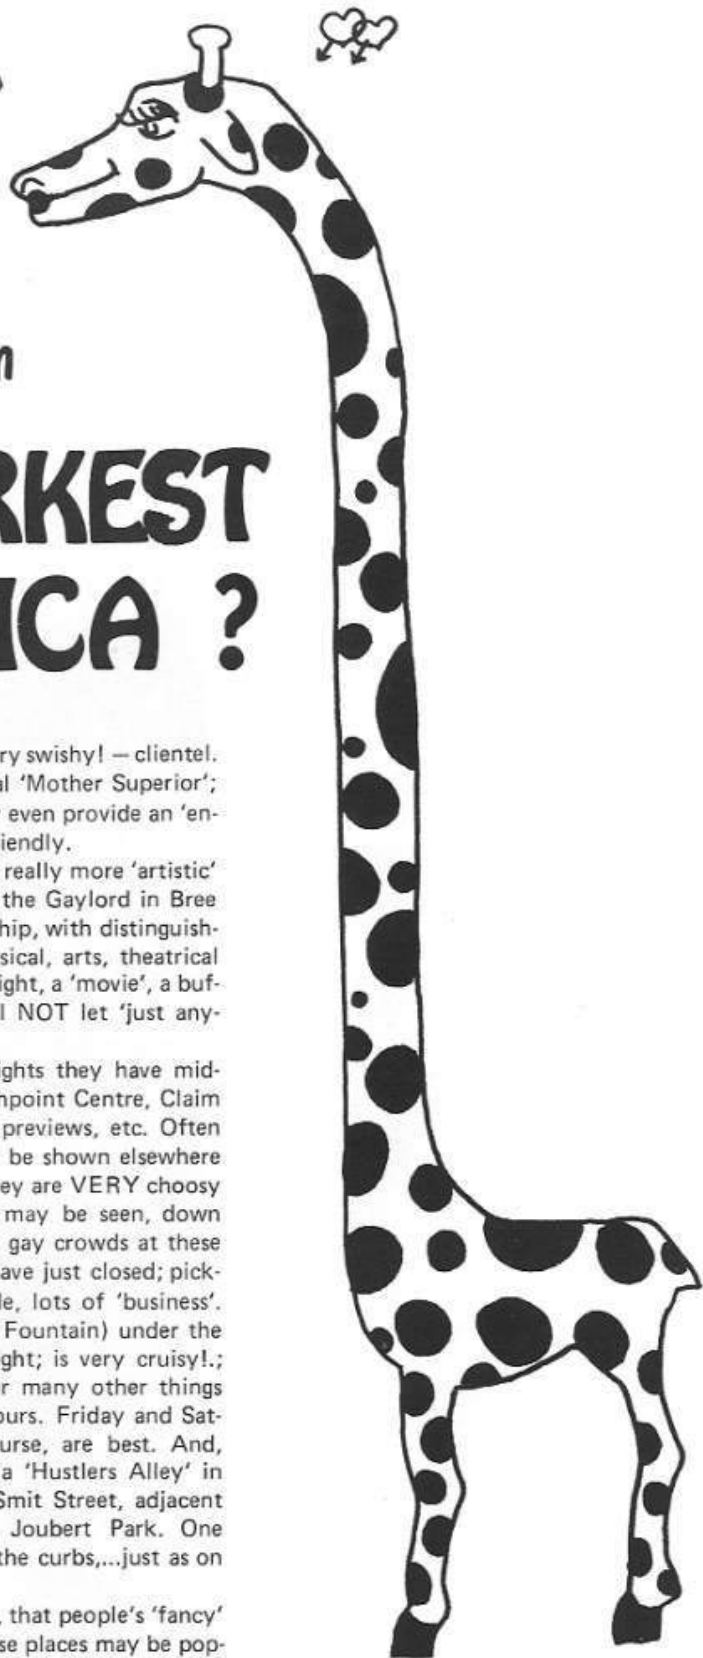 n
RKEST
ICA ?
ry swishy! — clientel.
al 'Mother Superior';
even provide an 'en-
iendly.
really more 'artistic'
the Gaylord in Bree
hip, with distinguish-
sical, arts, theatrical
ight, a 'movie', a buf-
l NOT let 'just any-
ights they have mid-
npoint Centre, Claim
previews, etc. Often
be shown elsewhere
ey are VERY choosy
may be seen, down
gay crowds at these
ave just closed; pick-
le, lots of 'business'.
Fountain) under the
ght; is very cruisy!.;
r many other things
ours. Friday and Sat-
urse, are best. And,
a 'Hustlers Alley' in
Smit Street, adjacent
Joubert Park. One
the curbs,...just as on
, that people's 'fancy'
se places may be pop-